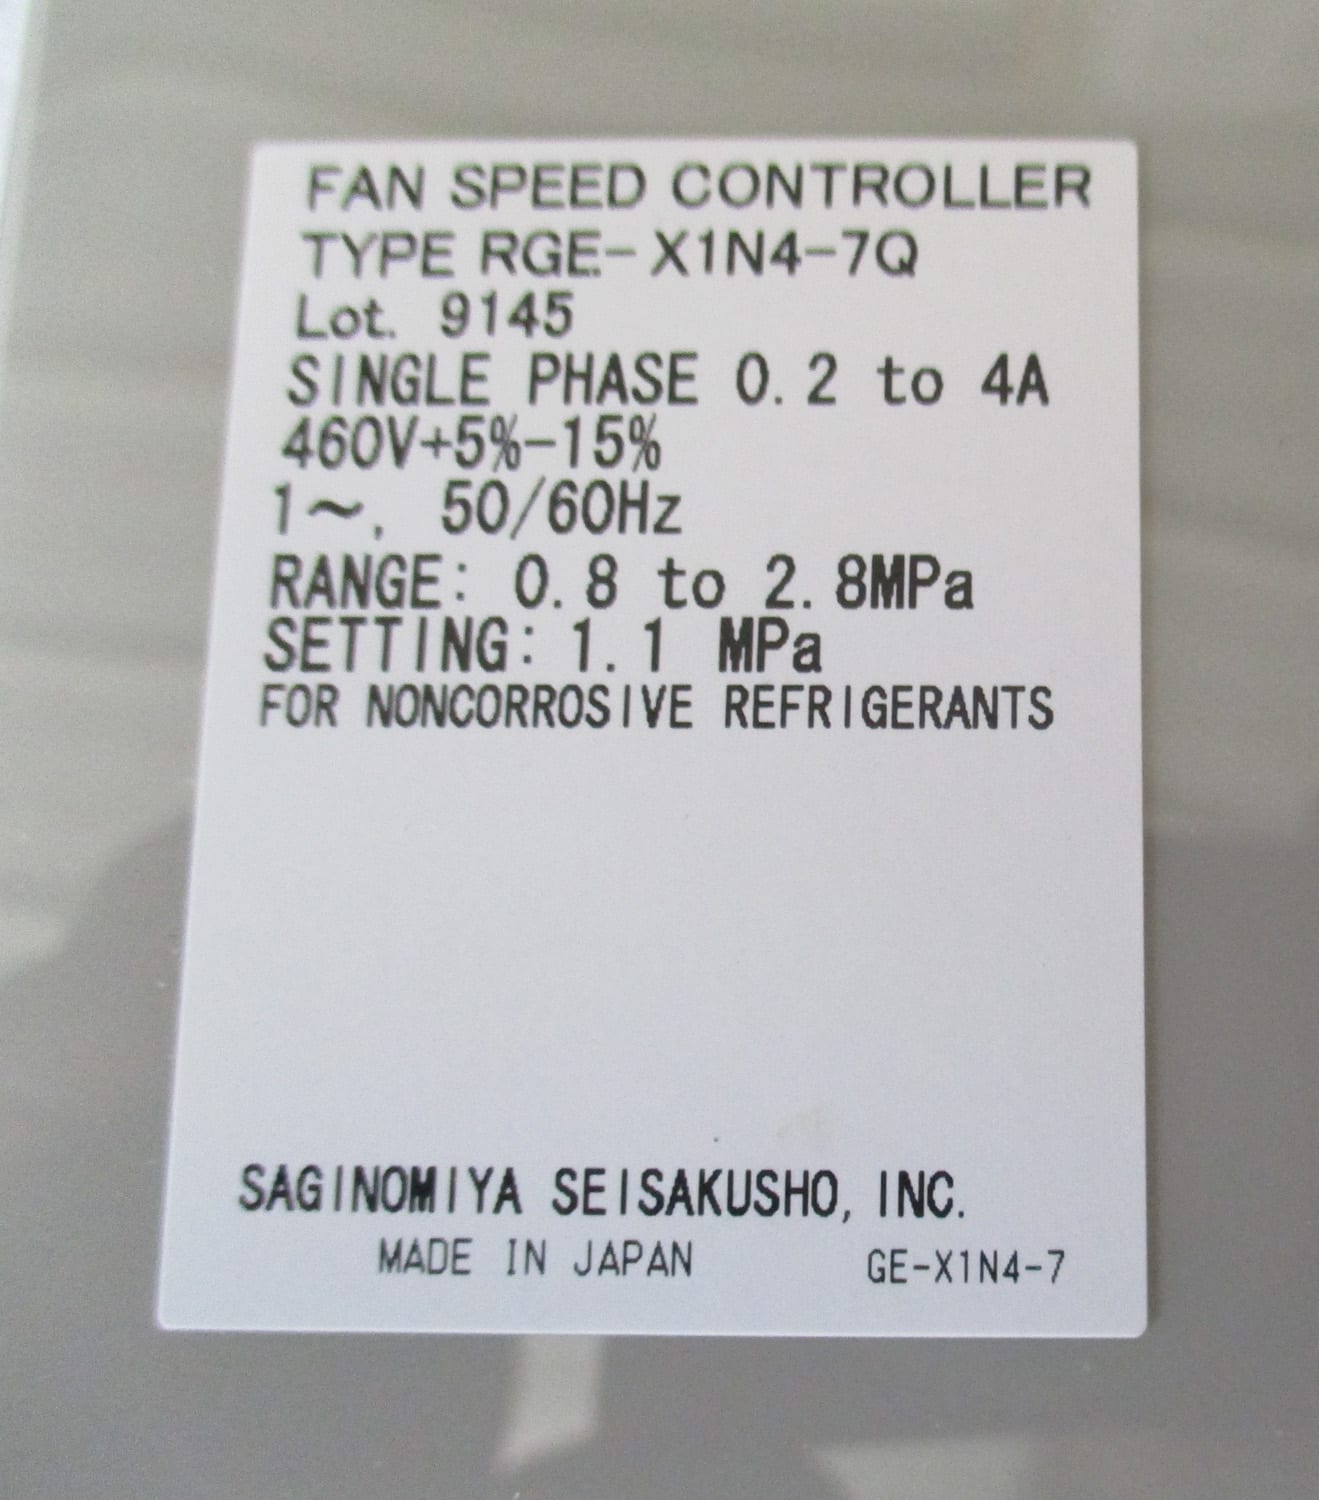 FAN SPEED CONTROLLER
TYPE RGE-X1N4-7Q
Lot. 9145
SINGLE PHASE 0.2 to 4A
460V+5%-15%
1～, 50/60Hz
RANGE: 0.8 to 2.8MPa
SETTING: 1.1 MPa
FOR NONCORROSIVE REFRIGERANTS
SAGINOMIYA SEISAKUSHO, INC.
MADE IN JAPAN GE-X1N4-7